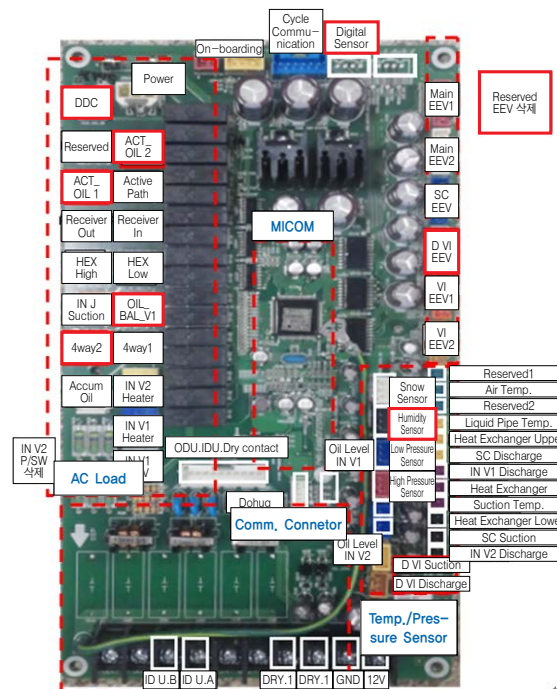 Cycle
Commu-
nication
Digital
Sensor
On-boarding
Power
DDC
Reserved
ACT_
OIL 2
ACT_
OIL 1
Active
Path
Receiver
Out
Receiver
In
HEX
High
HEX
Low
IN J
Suction
OIL_
BAL_V1
4way2
4way1
Accum
Oil
IN V2
Heater
IN V1
Heater
IN V2
P/SW
삭제
IN V1
AC Load
ODU.IDU.Dry contact
MICOM
Main
EEV1
Main
EEV2
SC
EEV
D VI
EEV
VI
EEV1
VI
EEV2
Reserved
EEV 삭제
Snow
Sensor
Humidity
Sensor
Low Pressure
Sensor
High Pressure
Sensor
Reserved1
Air Temp.
Reserved2
Liquid Pipe Temp.
Heat Exchanger Uppe
SC Discharge
IN V1 Discharge
Heat Exchanger
Suction Temp.
Heat Exchanger Lowe
SC Suction
IN V2 Discharge
Oil Level
IN V1
Dohug
Comm. Connetor
Oil Level
IN V2
D VI Suction
D VI Discharge
Temp./Pres-
sure Sensor
ID U.B
ID U.A
DRY.1
DRY.1
GND
12V